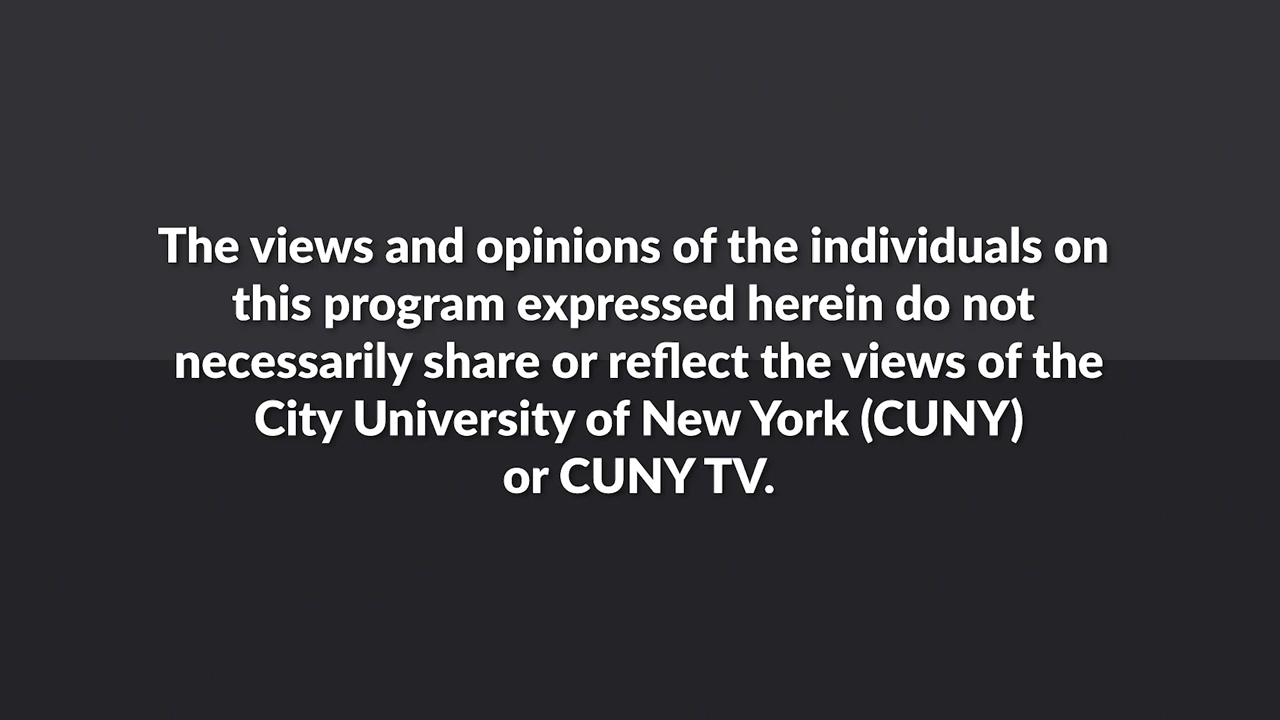 The views and opinions of the individuals on
this program expressed herein do not
necessarily share or reflect the views of the
City University of New York (CUNY)
or CUNY TV.